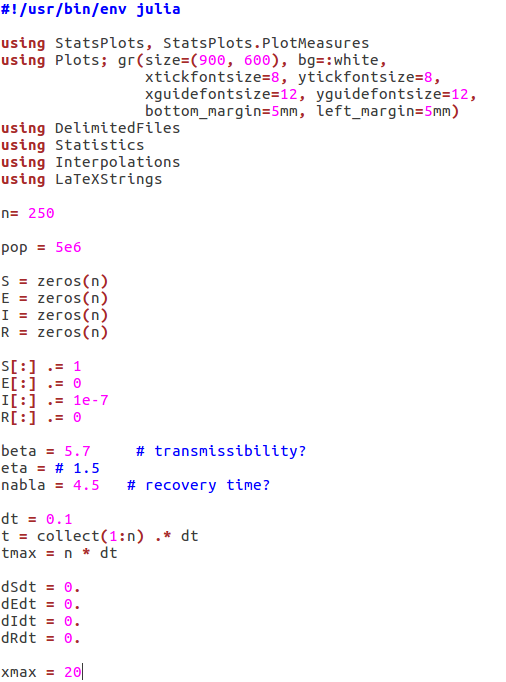 #!/usr/bin/env julia
using StatsPlots, StatsPlots.PlotMeasures
using Plots; gr(size=(900, 600), bg=:white,
xtickfontsize=8, ytickfontsize=8,
xguidefontsize=12, yguidefontsize=12,
bottom_margin=5mm, left_margin=5mm)
using DelimitedFiles
using Statistics
using Interpolations
using LaTeXStrings
n= 250
pop = 5e6
S = zeros(n)
E = zeros(n)
I = zeros(n)
R = zeros(n)
S[:] .= 1
E[:] .= 0
I[:] .= 1e-7
R[:] .= 0
beta = 5.7     # transmissibility?
eta = # 1.5
nabla = 4.5   # recovery time?
dt = 0.1
t = collect(1:n) .* dt
tmax = n * dt
dSdt = 0.
dEdt = 0.
dIdt = 0.
dRdt = 0.
xmax = 20